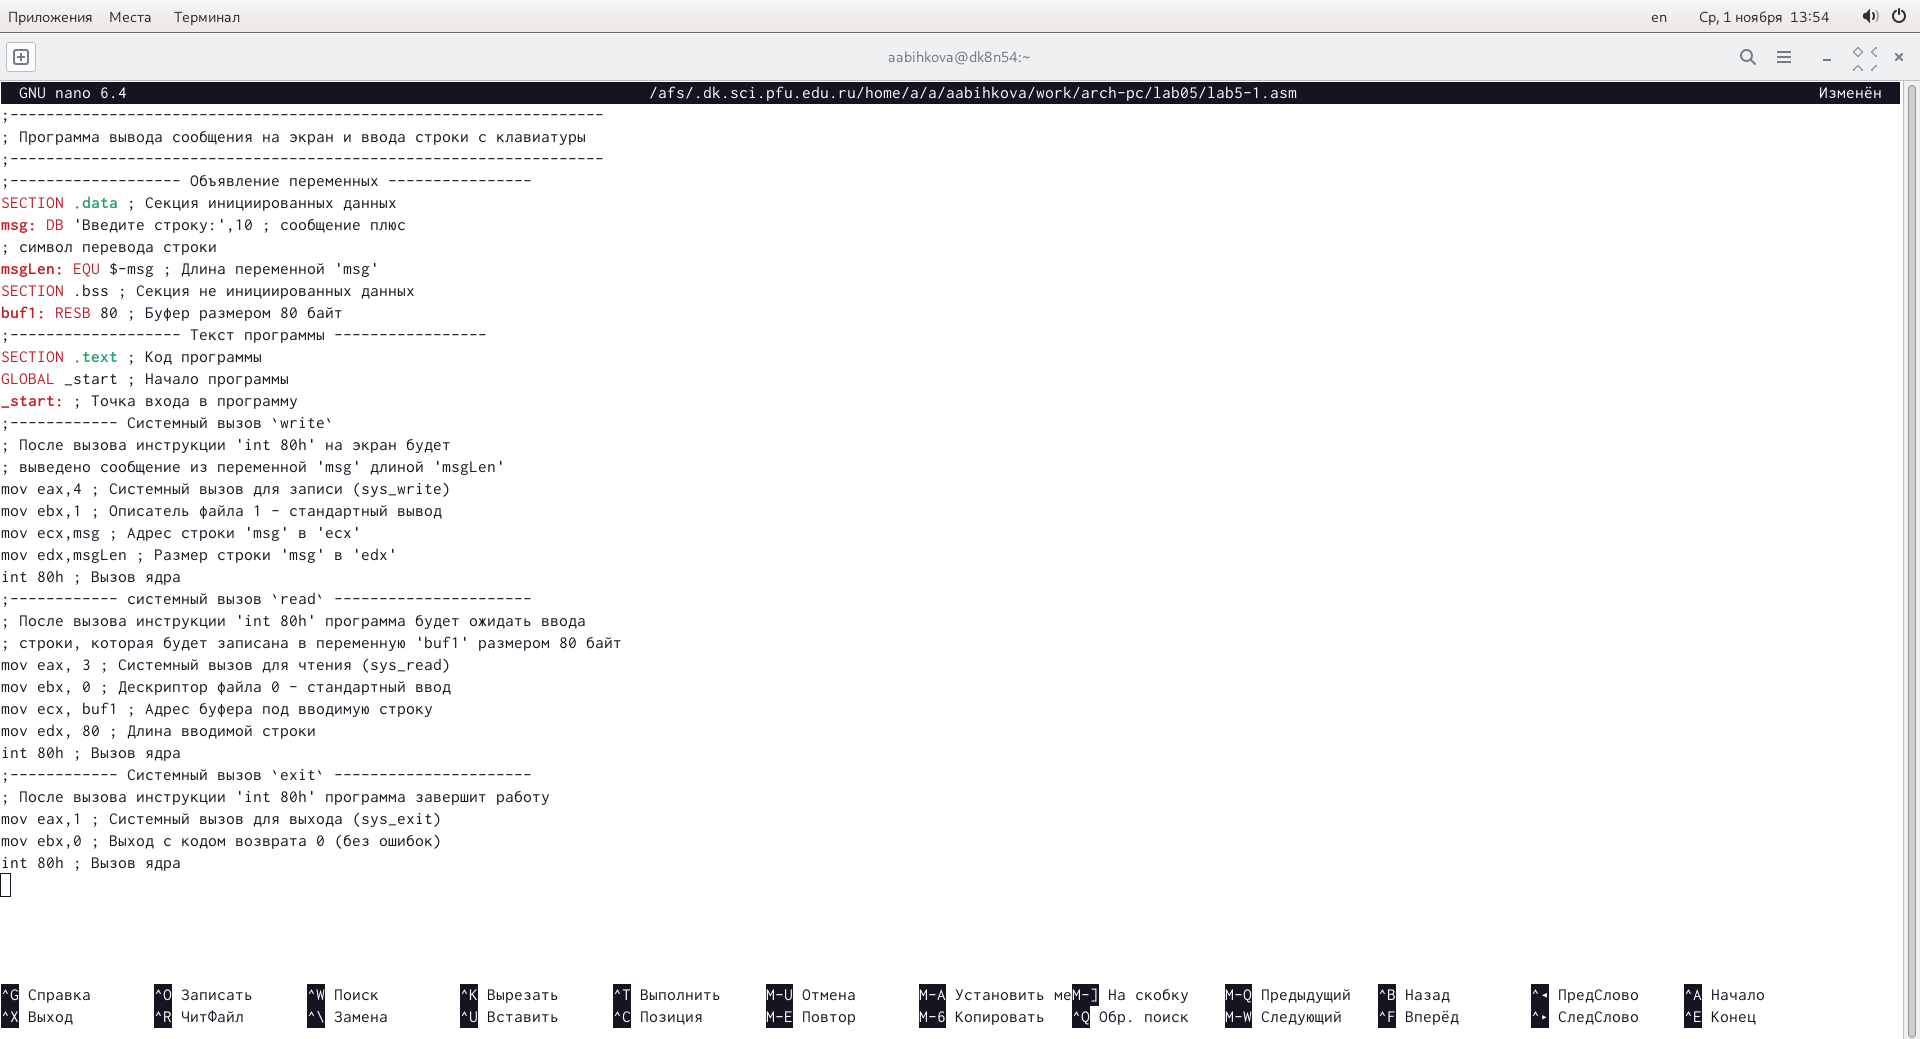 Приложения Места Терминал en Ср, 1 ноября 13:54
aabihkova@dk8n54:~
GNU nano 6.4 /afs/.dk.sci.pfu.edu.ru/home/a/a/aabihkova/work/arch-pc/lab05/lab5-1.asm Изменён
;------------------------------------------------------------------
; Программа вывода сообщения на экран и ввода строки с клавиатуры
;------------------------------------------------------------------
;------------------- Объявление переменных ----------------
SECTION .data ; Секция инициированных данных
msg: DB 'Введите строку:',10 ; сообщение плюс
; символ перевода строки
msgLen: EQU $-msg ; Длина переменной 'msg'
SECTION .bss ; Секция не инициированных данных
buf1: RESB 80 ; Буфер размером 80 байт
;------------------- Текст программы -----------------
SECTION .text ; Код программы
GLOBAL _start ; Начало программы
_start: ; Точка входа в программу
;------------ Системный вызов `write`
; После вызова инструкции 'int 80h' на экран будет
; выведено сообщение из переменной 'msg' длиной 'msgLen'
mov eax,4 ; Системный вызов для записи (sys_write)
mov ebx,1 ; Описатель файла 1 - стандартный вывод
mov ecx,msg ; Адрес строки 'msg' в 'ecx'
mov edx,msgLen ; Размер строки 'msg' в 'edx'
int 80h ; Вызов ядра
;------------ системный вызов `read` ----------------------
; После вызова инструкции 'int 80h' программа будет ожидать ввода
; строки, которая будет записана в переменную 'buf1' размером 80 байт
mov eax, 3 ; Системный вызов для чтения (sys_read)
mov ebx, 0 ; Дескриптор файла 0 - стандартный ввод
mov ecx, buf1 ; Адрес буфера под вводимую строку
mov edx, 80 ; Длина вводимой строки
int 80h ; Вызов ядра
;------------ Системный вызов `exit` ----------------------
; После вызова инструкции 'int 80h' программа завершит работу
mov eax,1 ; Системный вызов для выхода (sys_exit)
mov ebx,0 ; Выход с кодом возврата 0 (без ошибок)
int 80h ; Вызов ядра
^G Справка ^O Записать ^W Поиск ^K Вырезать ^T Выполнить M-U Отмена M-A Установить ме M-] На скобку M-Q Предыдущий ^B Назад ^◂ ПредСлово ^A Начало
^X Выход ^R ЧитФайл ^\ Замена ^U Вставить ^C Позиция M-E Повтор M-6 Копировать ^Q Обр. поиск M-W Следующий ^F Вперёд ^▸ СледСлово ^E Конец